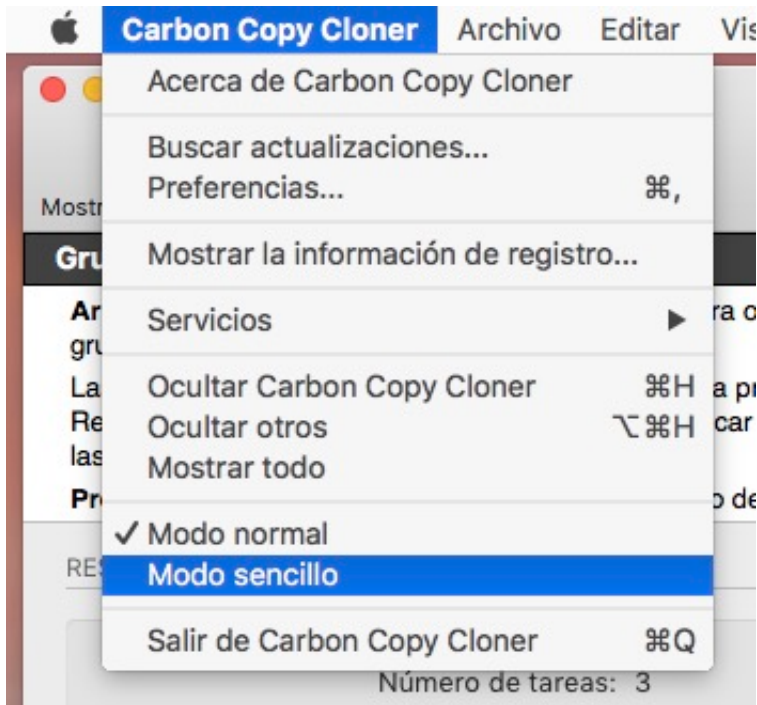 Carbon Copy Cloner Archivo Editar
Acerca de Carbon Copy Cloner
Buscar actualizaciones...
Preferencias... ⌘,
Mostrar la información de registro...
Servicios ▶
Ocultar Carbon Copy Cloner ⌘H
Ocultar otros ⌥⌘H
Mostrar todo
✓ Modo normal
Modo sencillo
Salir de Carbon Copy Cloner ⌘Q
Número de tareas: 3